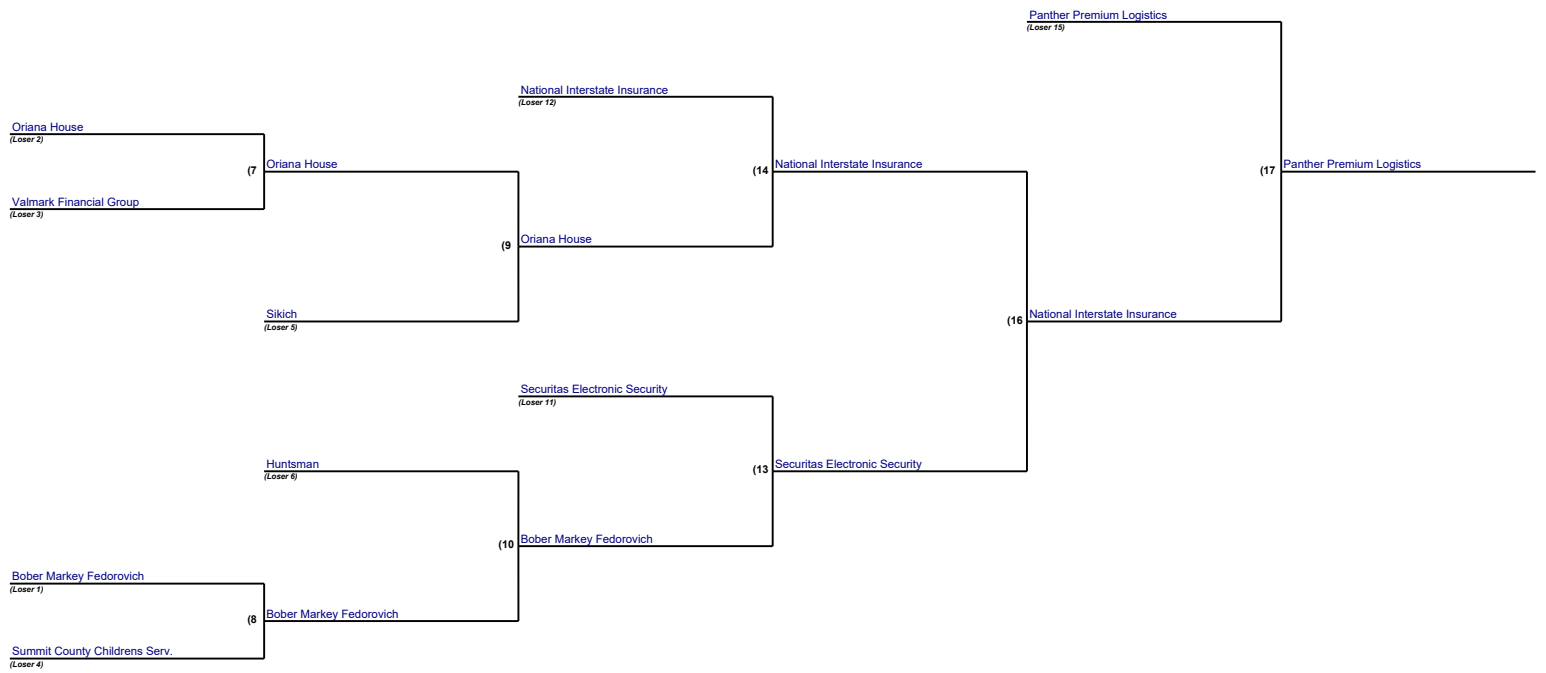 Panther Premium Logistics
(Loser 15)
National Interstate Insurance
(Loser 12)
Oriana House
(Loser 2)
(7 Oriana House
(14 National Interstate Insurance
(17 Panther Premium Logistics
Valmark Financial Group
(Loser 3)
(9 Oriana House
Sikich
(Loser 5)
(16 National Interstate Insurance
Securitas Electronic Security
(Loser 11)
Huntsman
(Loser 6)
(13 Securitas Electronic Security
(10 Bober Markey Fedorovich
Bober Markey Fedorovich
(Loser 1)
(8 Bober Markey Fedorovich
Summit County Childrens Serv.
(Loser 4)